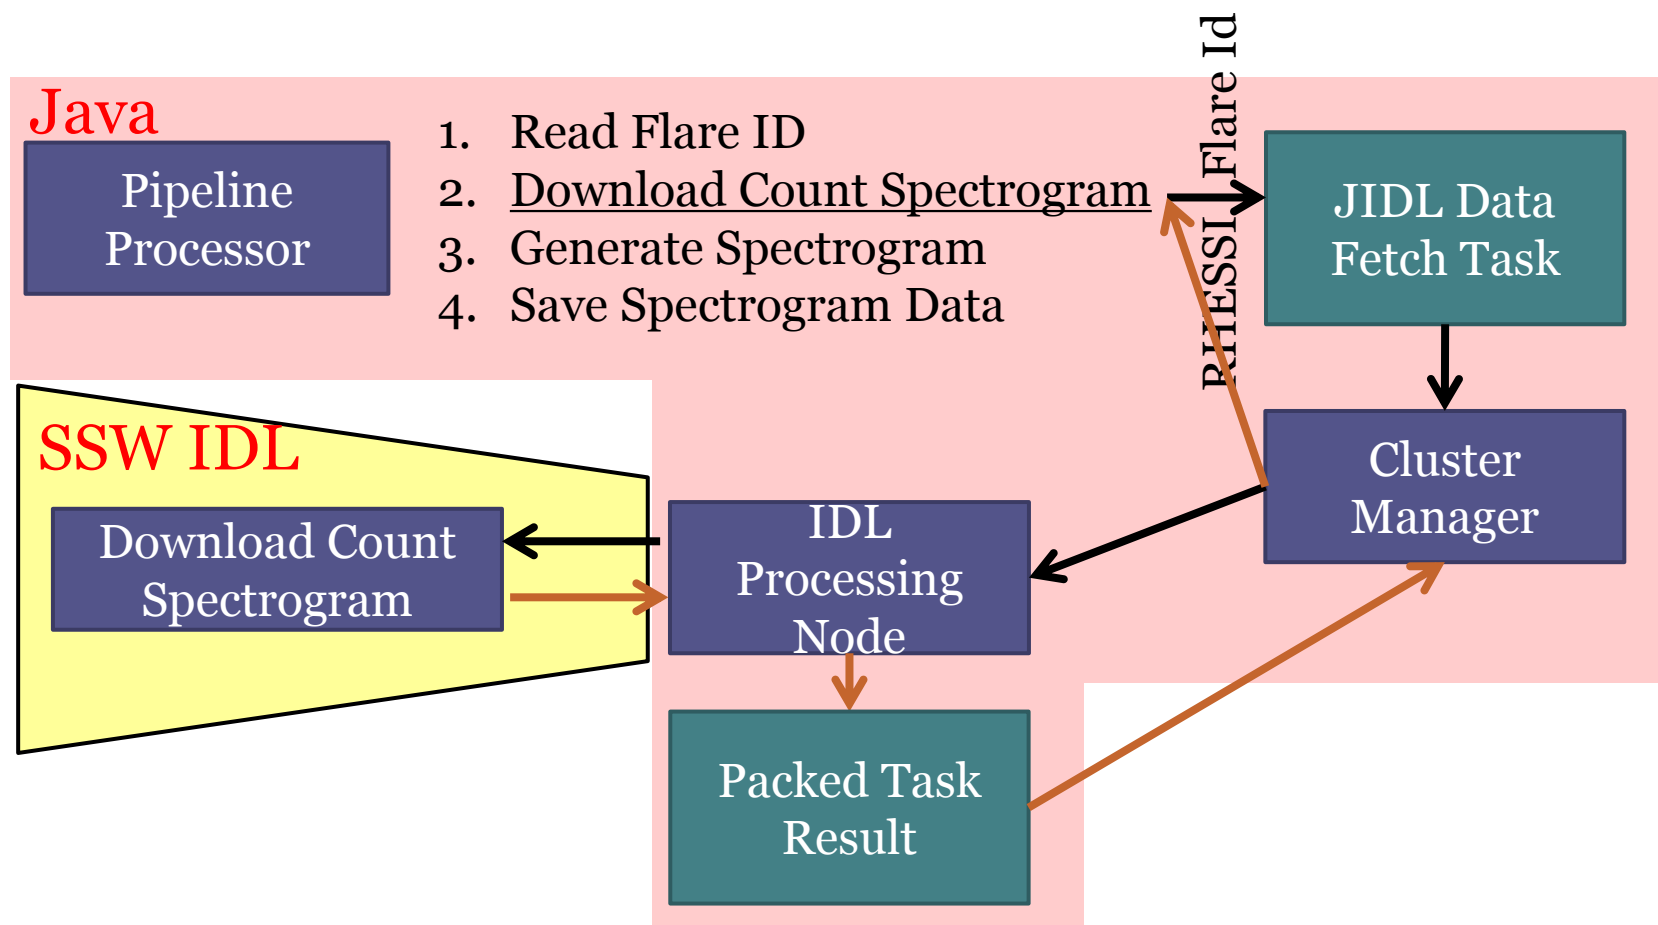 Java
Pipeline
Processor
1. Read Flare ID
2. Download Count Spectrogram
3. Generate Spectrogram
4. Save Spectrogram Data
RHESSI Flare Id
JIDL Data
Fetch Task
SSW IDL
Download Count
Spectrogram
IDL
Processing
Node
Cluster
Manager
Packed Task
Result